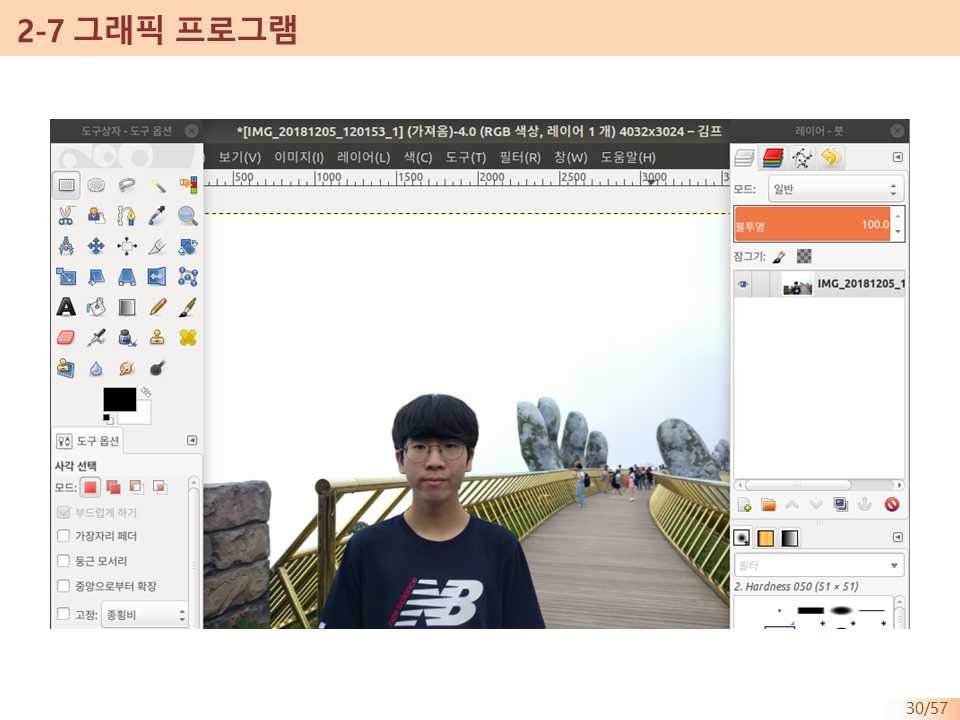 2-7 그래픽 프로그램
도구상자 - 도구 옵션
*[IMG_20181205_120153_1] (가져옴)-4.0 (RGB 색상, 레이어 1 개) 4032x3024 – 김프
레이어 - 붓
보기(V) 이미지(I) 레이어(L) 색(C) 도구(T) 필터(R) 창(W) 도움말(H)
500 1000 1500 2000 2500 3000
모드: 일반
불투명 100.0
잠그기:
IMG_20181205_1
도구 옵션
사각 선택
모드:
부드럽게 하기
가장자리 페더
둥근 모서리
중앙으로부터 확장
고정: 종횡비
필터
2. Hardness 050 (51 × 51)
new balance
NB
30/57